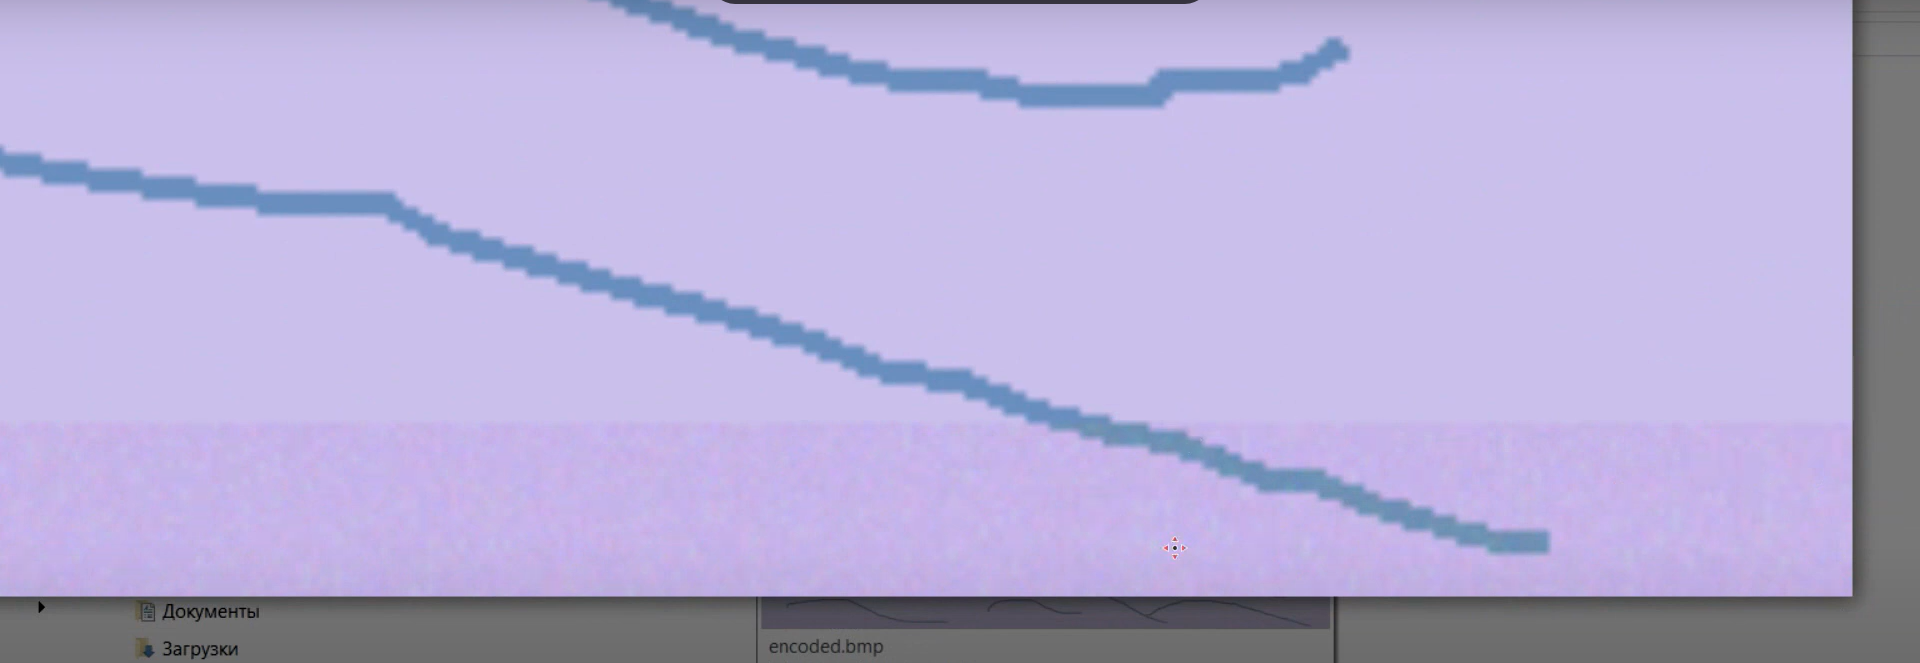 Документы
encoded.bmp
Загрузки